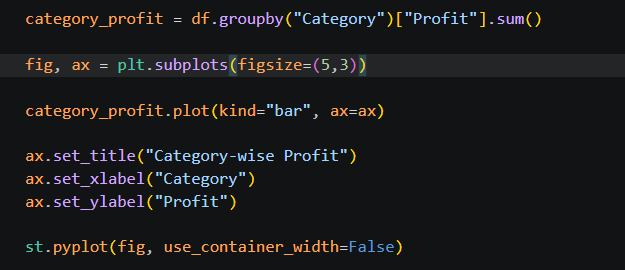 category_profit = df.groupby("Category")["Profit"].sum()
fig, ax = plt.subplots(figsize=(5,3))
category_profit.plot(kind="bar", ax=ax)
ax.set_title("Category-wise Profit")
ax.set_xlabel("Category")
ax.set_ylabel("Profit")
st.pyplot(fig, use_container_width=False)